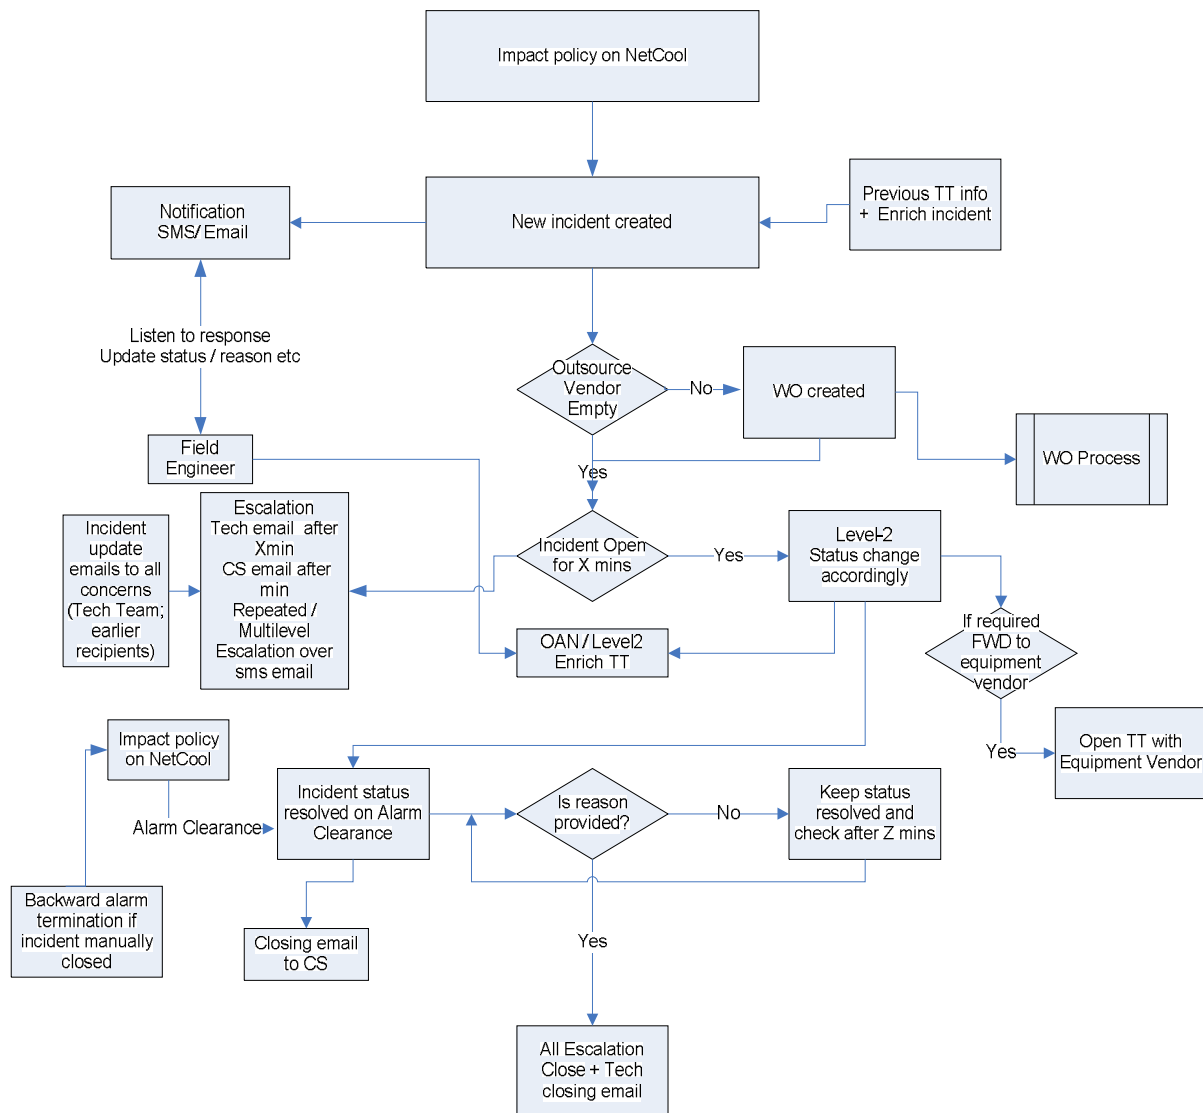 Impact policy on NetCool
Previous TT info
+ Enrich incident
Notification
SMS/ Email
New incident created
Listen to response
Update status / reason etc
Outsource
Vendor
Empty
No
WO created
Field
Engineer
WO Process
Yes
Incident
update
emails to all
concerns
(Tech Team;
earlier
recipients)
Escalation
Tech email after
Xmin
CS email after
min
Repeated /
Multilevel
Escalation over
sms email
Incident Open
for X mins
Yes
Level-2
Status change
accordingly
OAN / Level2
Enrich TT
If required
FWD to
equipment
vendor
Yes
Open TT with
Equipment Vendor
Impact policy
on NetCool
Alarm Clearance
Incident status
resolved on Alarm
Clearance
Is reason
provided?
No
Keep status
resolved and
check after Z mins
Backward alarm
termination if
incident manually
closed
Closing email
to CS
Yes
All Escalation
Close + Tech
closing email